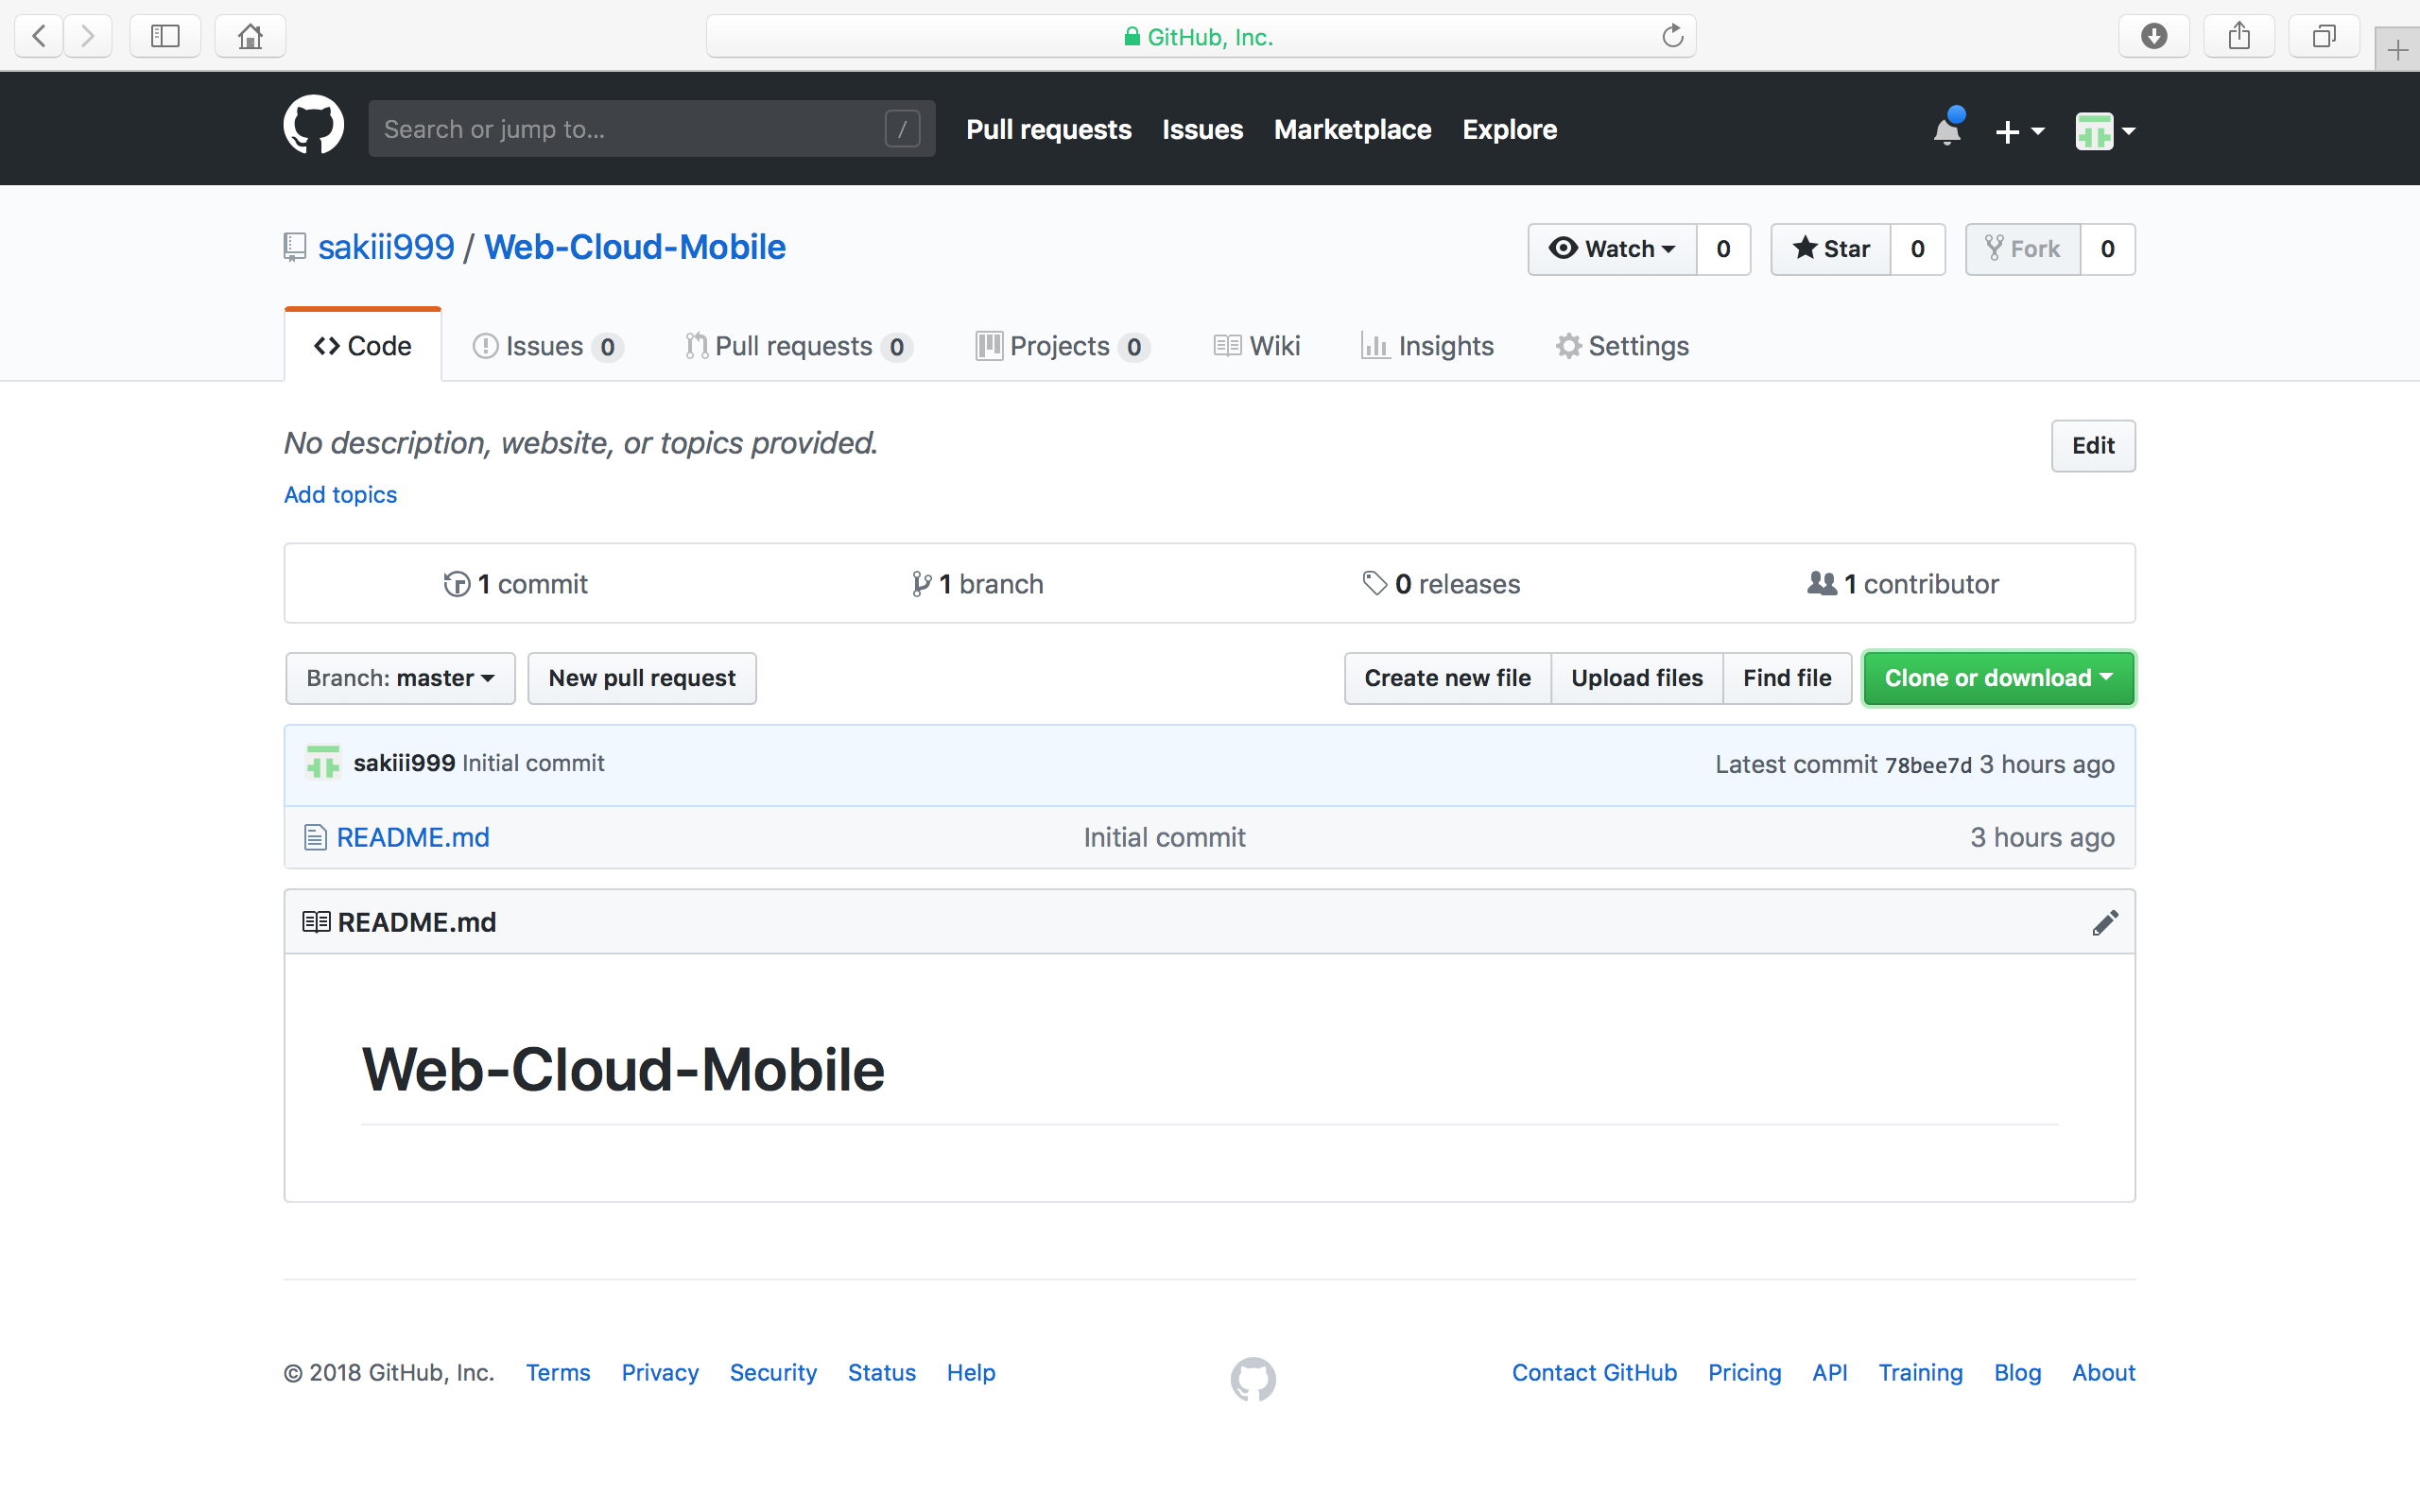 GitHub, Inc.
Search or jump to... /
Pull requests Issues Marketplace Explore
sakiii999 / Web-Cloud-Mobile
Watch 0 Star 0 Fork 0
Code Issues 0 Pull requests 0 Projects 0 Wiki Insights Settings
No description, website, or topics provided.
Edit
Add topics
1 commit 1 branch 0 releases 1 contributor
Branch: master New pull request Create new file Upload files Find file Clone or download
sakiii999 Initial commit Latest commit 78bee7d 3 hours ago
README.md Initial commit 3 hours ago
README.md
Web-Cloud-Mobile
© 2018 GitHub, Inc. Terms Privacy Security Status Help Contact GitHub Pricing API Training Blog About